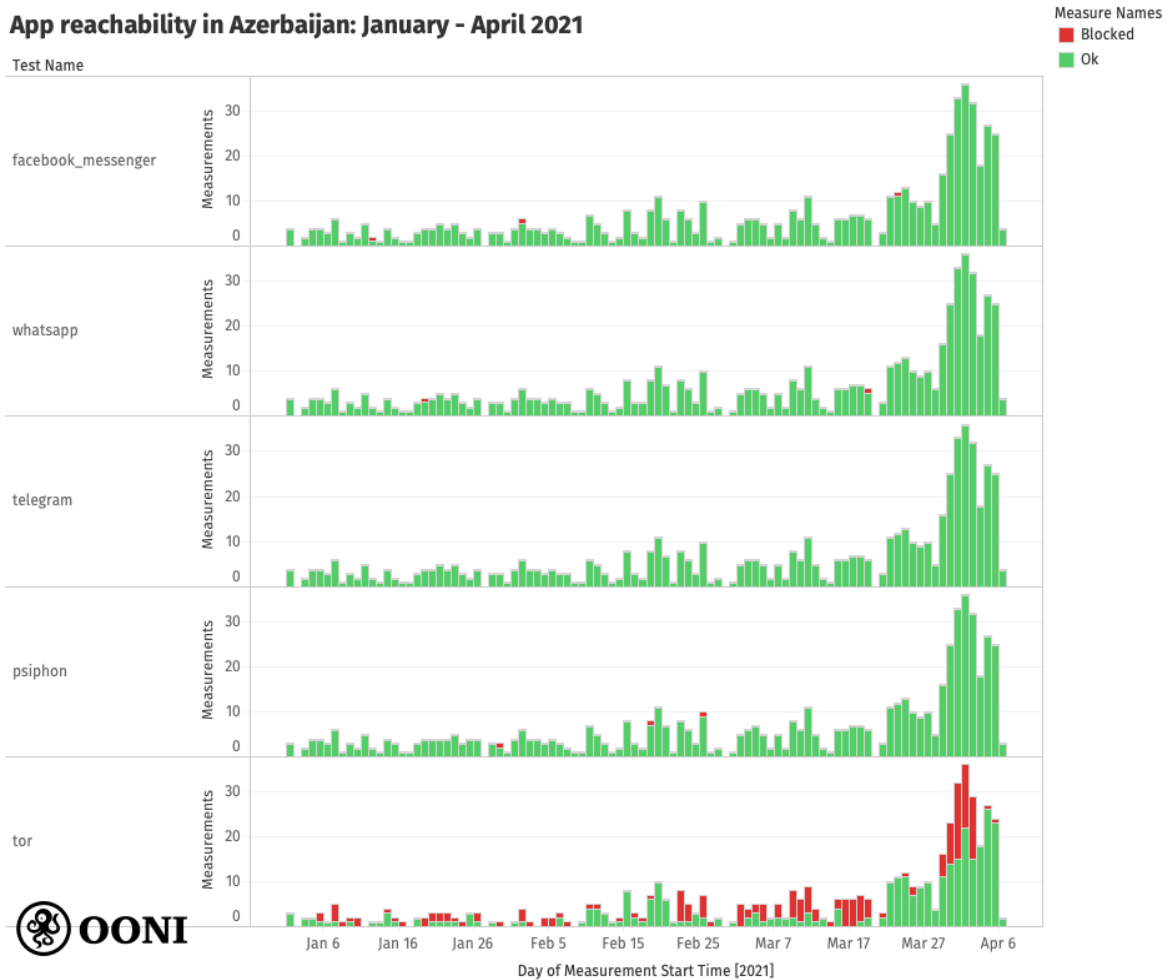 App reachability in Azerbaijan: January - April 2021
Measure Names
Blocked
Ok
Test Name
facebook_messenger
Measurements
30
20
10
0
whatsapp
Measurements
30
20
10
0
telegram
Measurements
30
20
10
0
psiphon
Measurements
30
20
10
0
tor
Measurements
30
20
10
0
OONI
Jan 6 Jan 16 Jan 26 Feb 5 Feb 15 Feb 25 Mar 7 Mar 17 Mar 27 Apr 6
Day of Measurement Start Time [2021]